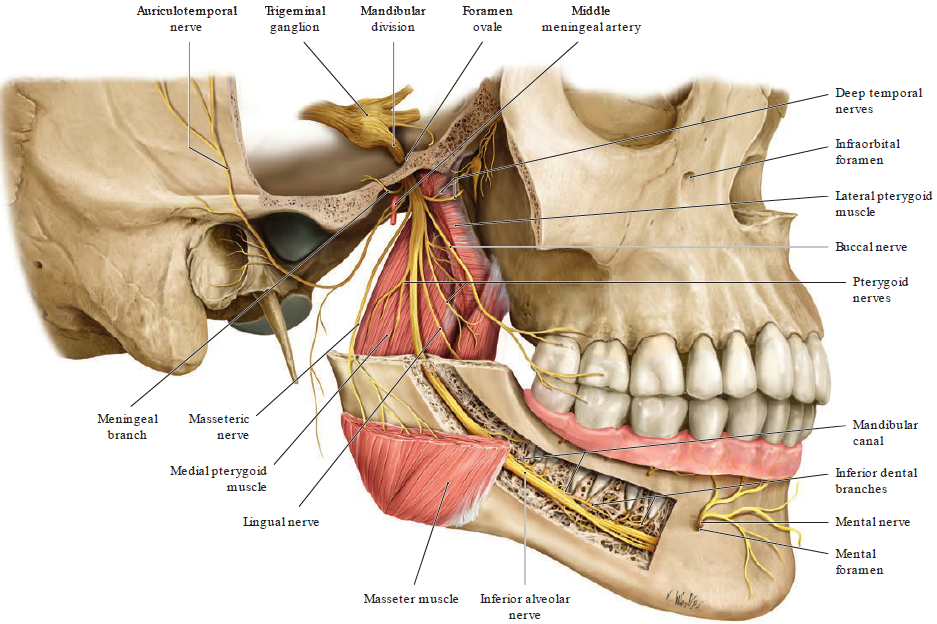 Auriculotemporal
nerve
Trigeminal
ganglion
Mandibular
division
Foramen
ovale
Middle
meningeal artery
Deep temporal
nerves
Infraorbital
foramen
Lateral pterygoid
muscle
Buccal nerve
Pterygoid
nerves
Meningeal
branch
Masseteric
nerve
Medial pterygoid
muscle
Lingual nerve
Masseter muscle
Inferior alveolar
nerve
Mandibular
canal
Inferior dental
branches
Mental nerve
Mental
foramen